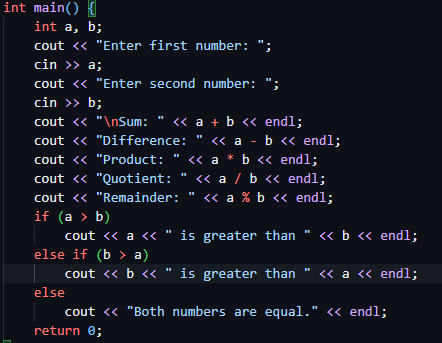 int main() {
    int a, b;
    cout << "Enter first number: ";
    cin >> a;
    cout << "Enter second number: ";
    cin >> b;
    cout << "\nSum: " << a + b << endl;
    cout << "Difference: " << a - b << endl;
    cout << "Product: " << a * b << endl;
    cout << "Quotient: " << a / b << endl;
    cout << "Remainder: " << a % b << endl;
    if (a > b)
        cout << a << " is greater than " << b << endl;
    else if (b > a)
        cout << b << " is greater than " << a << endl;
    else
        cout << "Both numbers are equal." << endl;
    return 0;